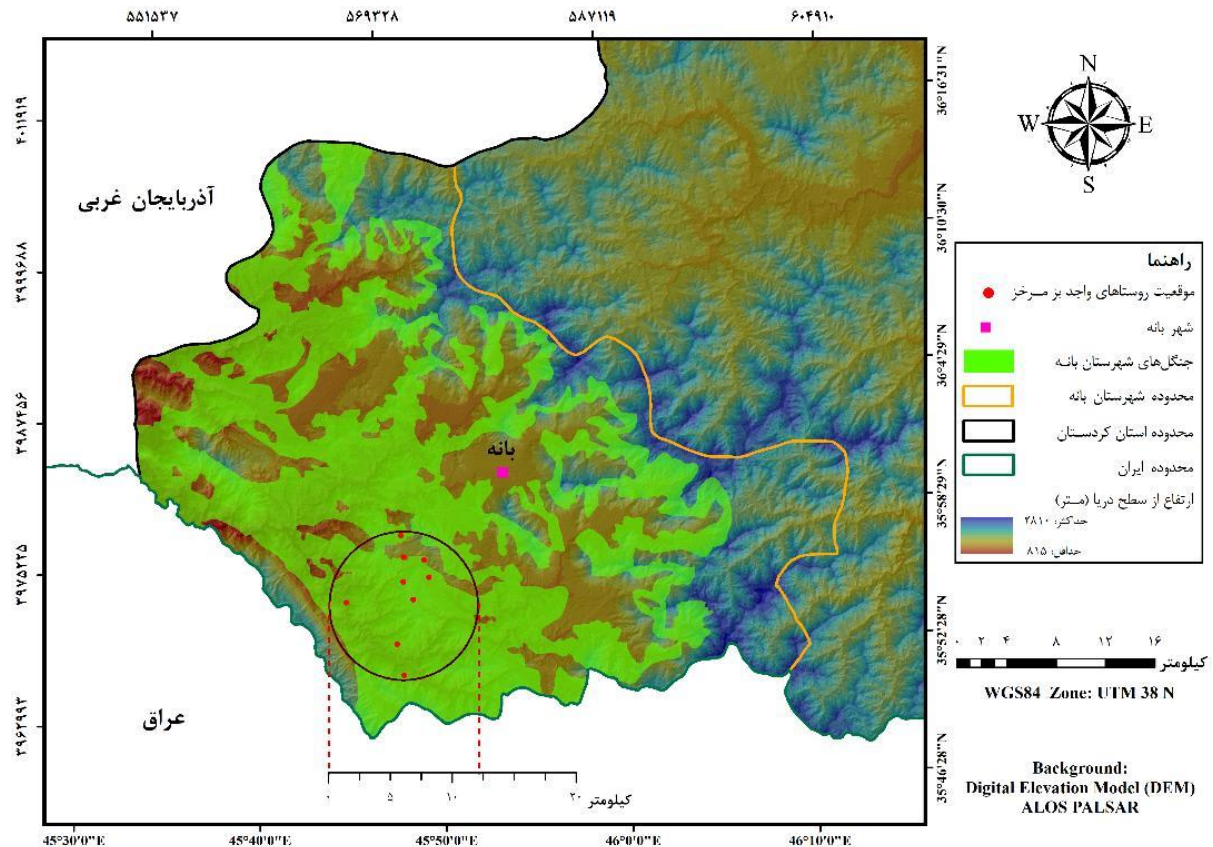 ۵۵۱۵۳۷ ۵۶۹۳۲۸ ۵۸۷۱۱۹ ۶۰۴۹۱۰
۴۰۱۱۹۱۹
۳۹۹۹۶۸۸
۳۹۸۷۴۵۶
۳۹۷۵۲۲۵
۳۹۶۲۹۹۳
36°16'31"N
36°10'30"N
36°4'29"N
35°58'29"N
35°52'28"N
35°46'28"N
آذربایجان غربی
بانه
عراق
۰ ۵ ۱۰ ۲۰
کیلومتر
45°30'0"E 45°40'0"E 45°50'0"E 46°0'0"E 46°10'0"E
N
W E
S
راهنما
موقعیت روستاهای واجد بز مـرخز
شهر بانه
جنگل‌های شهرستان بانـه
محدوده شهرستان بانه
محدوده استان کردسـتان
محدوده ایران
ارتفاع از سطح دریا (متـر)
حداکثر: ۲۸۱۰
حداقل: ۸۱۵
۰ ۲ ۴ ۸ ۱۲ ۱۶
کیلومتر
WGS84 Zone: UTM 38 N
Background:
Digital Elevation Model (DEM)
ALOS PALSAR